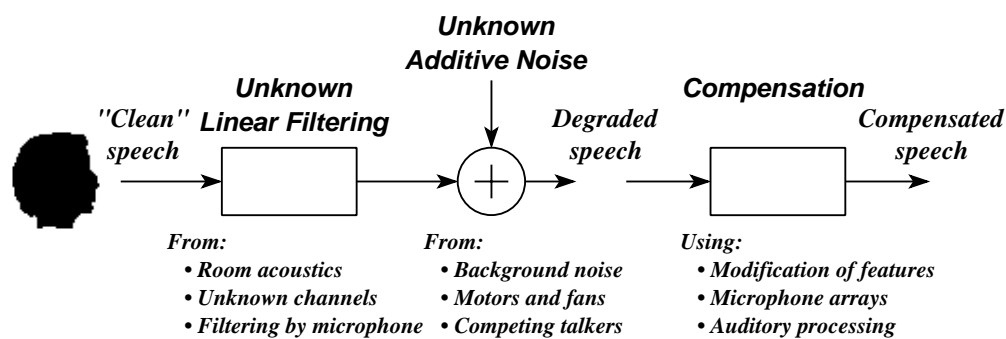 Unknown
Additive Noise
Unknown
Linear Filtering
Compensation
"Clean"
speech
Degraded
speech
Compensated
speech
From:
• Room acoustics
• Unknown channels
• Filtering by microphone
From:
• Background noise
• Motors and fans
• Competing talkers
Using:
• Modification of features
• Microphone arrays
• Auditory processing